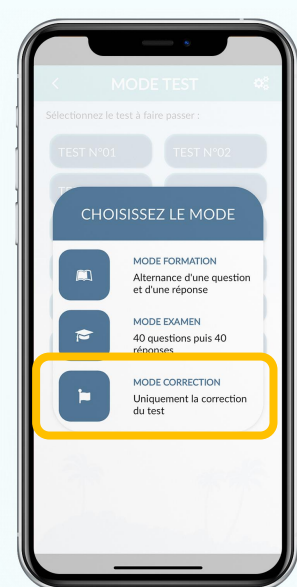 MODE TEST
Sélectionnez le test à faire passer :
TEST N°01
TEST N°02
CHOISISSEZ LE MODE
MODE FORMATION
Alternance d'une question
et d'une réponse
MODE EXAMEN
40 questions puis 40
réponses
MODE CORRECTION
Uniquement la correction
du test